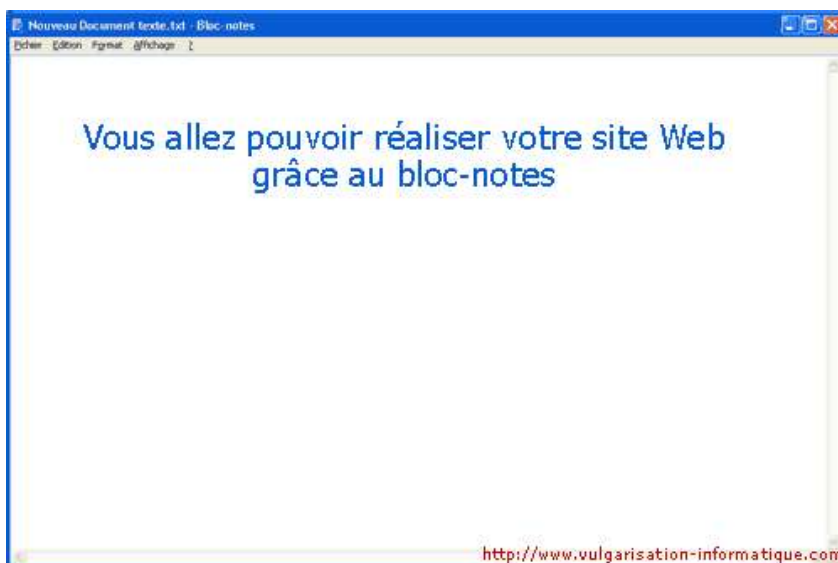 Nouveau Document texte.txt - Bloc-notes
Fichier Edition Format Affichage ?
Vous allez pouvoir réaliser votre site Web
grâce au bloc-notes
http://www.vulgarisation-informatique.com